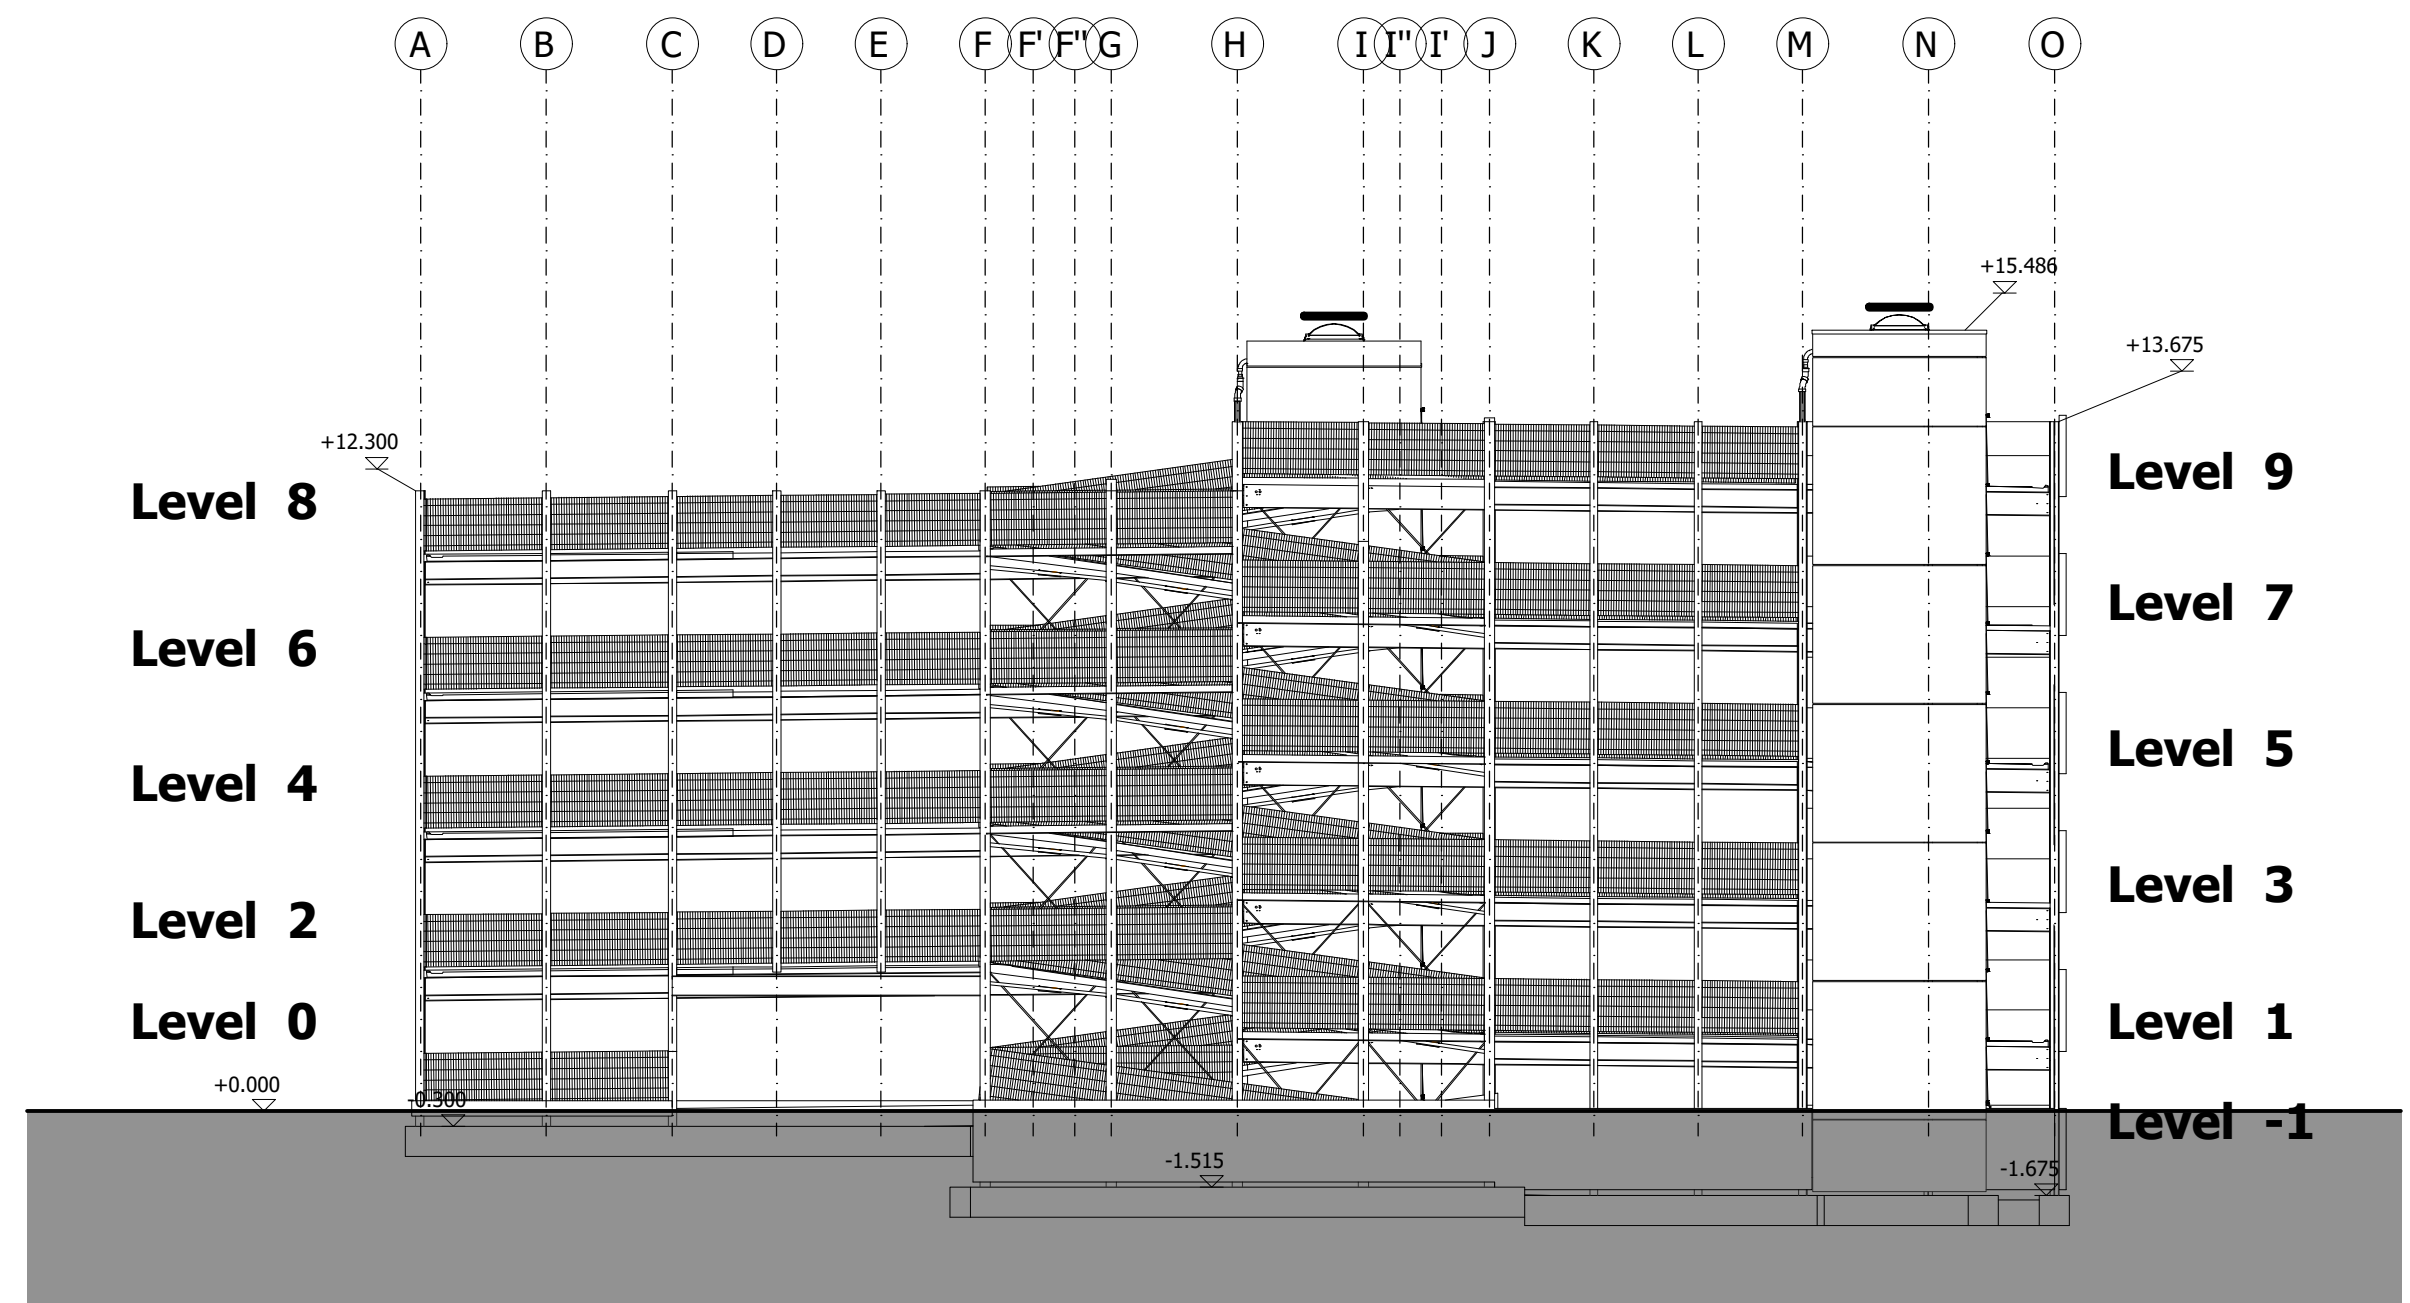 A B C D E F F' F" G H I I" I' J K L M N O
+15.486
+13.675
+12.300
Level 9
Level 8
Level 7
Level 6
Level 5
Level 4
Level 3
Level 2
Level 0
Level 1
+0.000
-0.300
Level -1
-1.515
-1.675